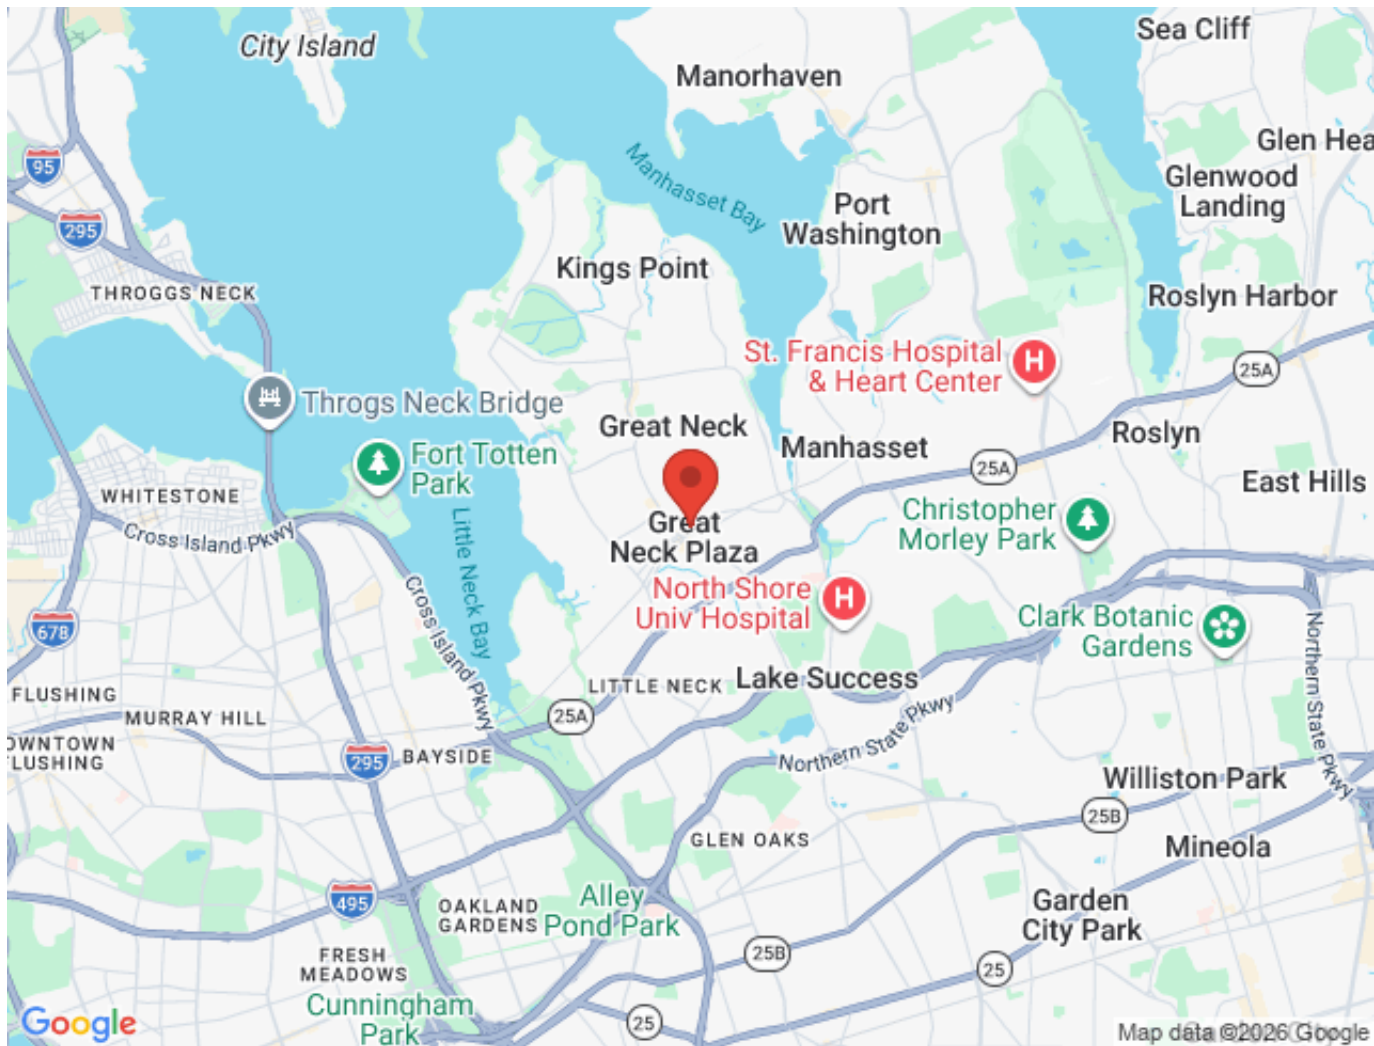 City Island
Sea Cliff
Manorhaven
Glen Hea
95
Manhasset Bay
Glenwood
Landing
Port
Washington
295
Kings Point
THROGGS NECK
Roslyn Harbor
St. Francis Hospital
& Heart Center
H
25A
Throgs Neck Bridge
Great Neck
Manhasset
Roslyn
Fort Totten
Park
25A
East Hills
WHITESTONE
Christopher
Morley Park
Cross Island Pkwy
Little Neck Bay
Great
Neck Plaza
North Shore
Univ Hospital
H
Cross Island Pkwy
Clark Botanic
Gardens
678
Northern State Pkwy
FLUSHING
LITTLE NECK
Lake Success
MURRAY HILL
25A
Northern State Pkwy
OWNTOWN
FLUSHING
295
BAYSIDE
Williston Park
25B
GLEN OAKS
Mineola
495
OAKLAND
GARDENS
Alley
Pond Park
Garden
City Park
25B
25
FRESH
MEADOWS
Cunningham
Park
25
Google
Map data ©2026 Google